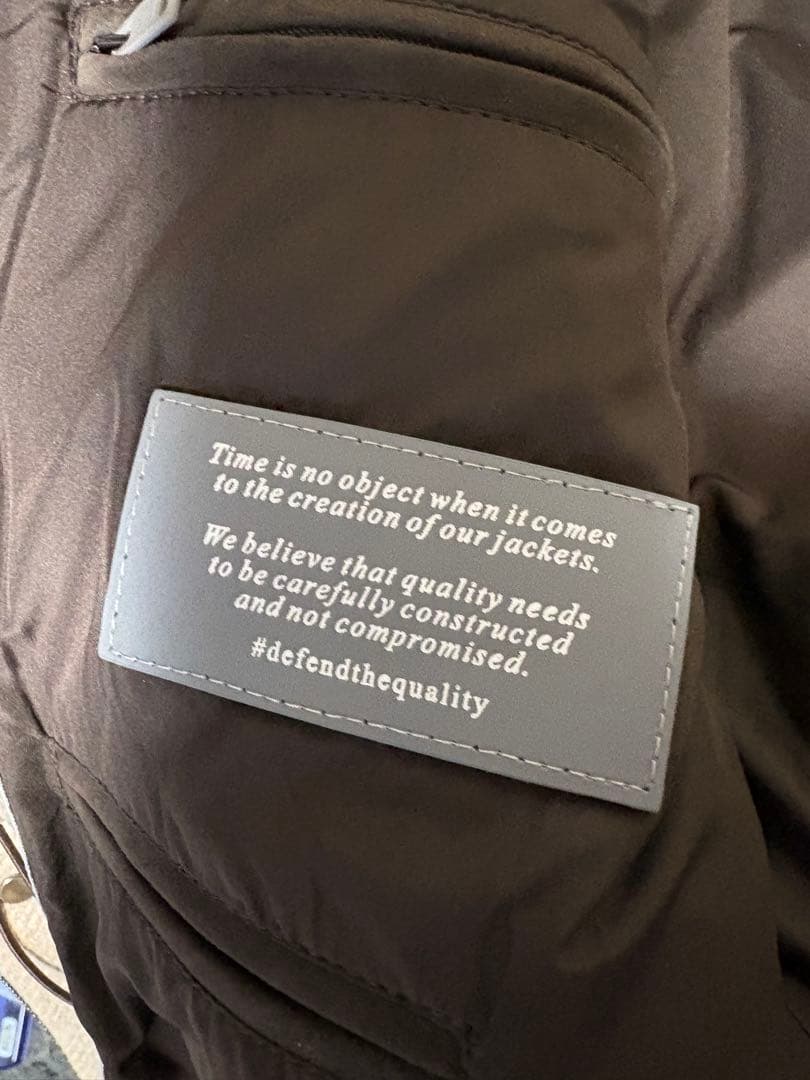 Time is no object when it comes
to the creation of our jackets.
We believe that quality needs
to be carefully constructed
and not compromised.
#defendthequality